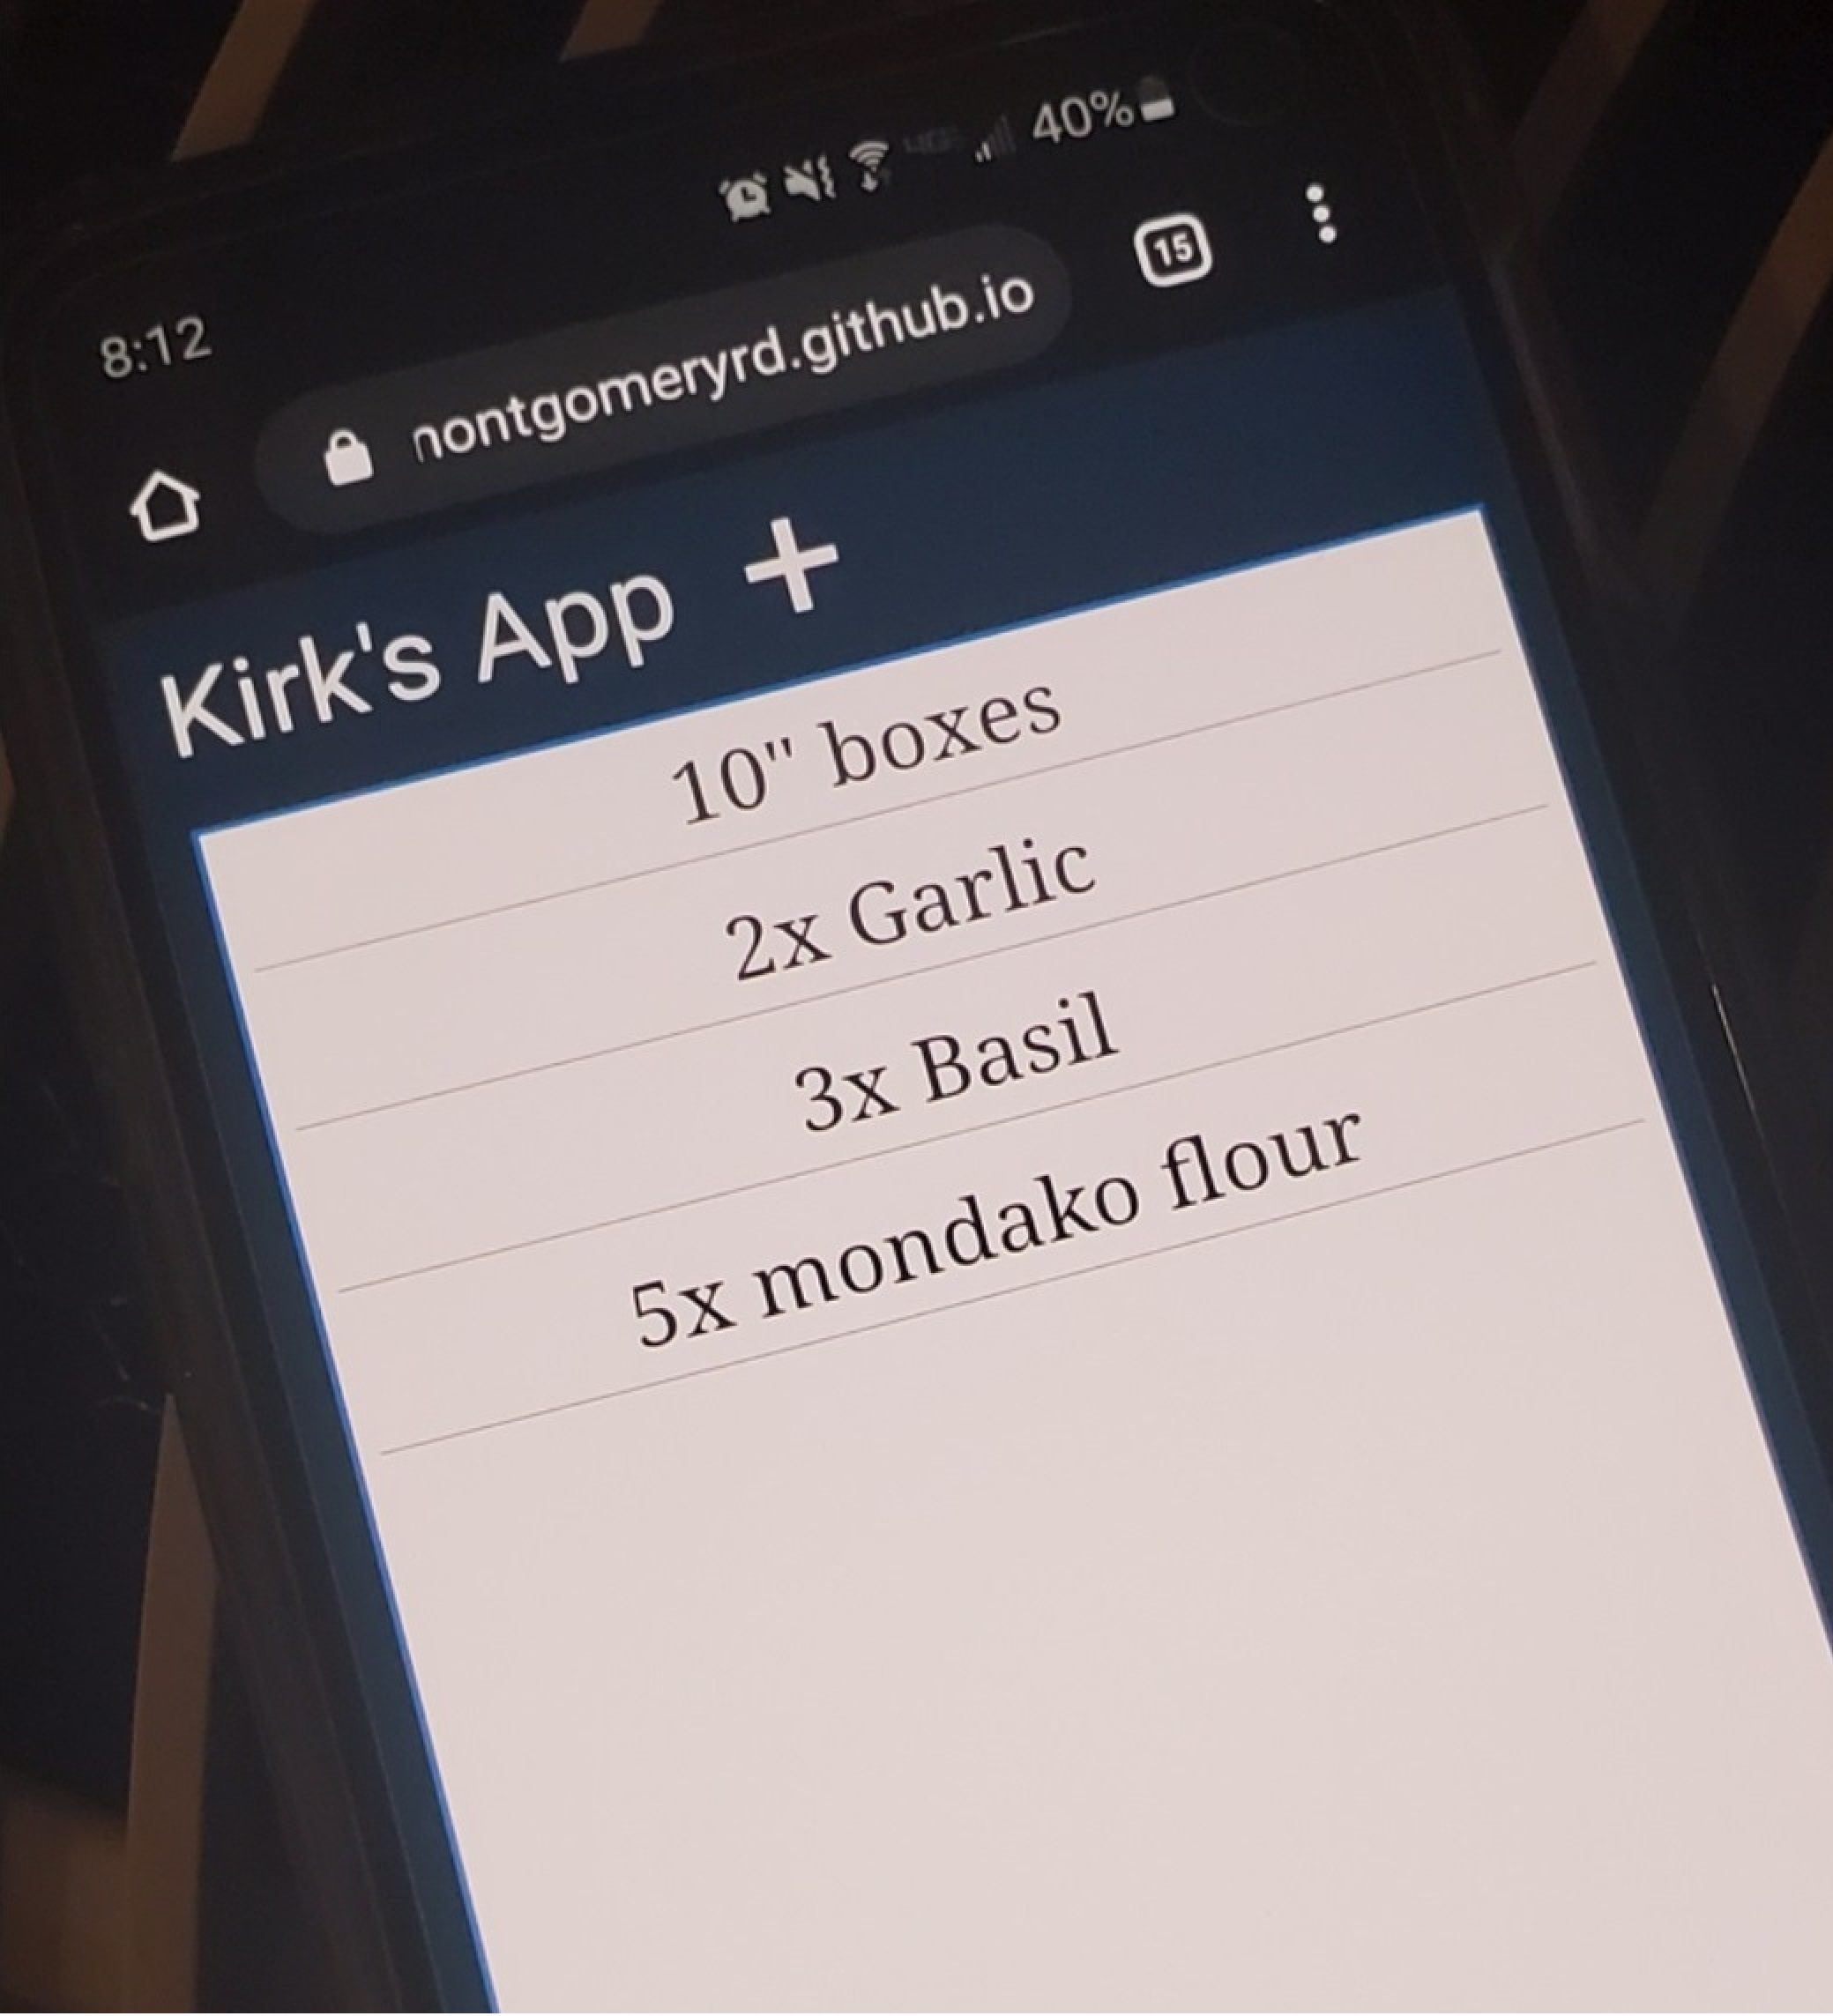 8:12 40%
nontgomeryrd.github.io 15
Kirk's App +
10" boxes
2x Garlic
3x Basil
5x mondako flour